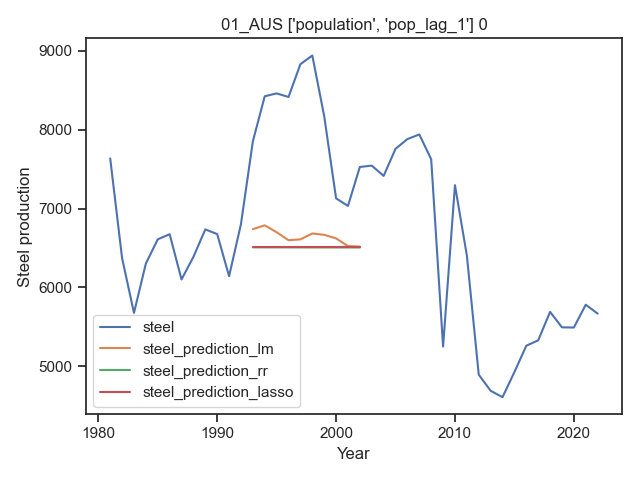 01_AUS ['population', 'pop_lag_1'] 0
Steel production
9000
8000
7000
6000
5000
steel
steel_prediction_lm
steel_prediction_rr
steel_prediction_lasso
1980
1990
2000
2010
2020
Year